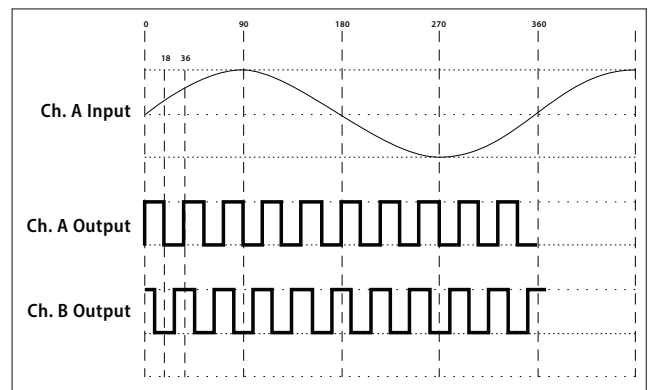 0 90 180 270 360
18 36
Ch. A Input
Ch. A Output
Ch. B Output